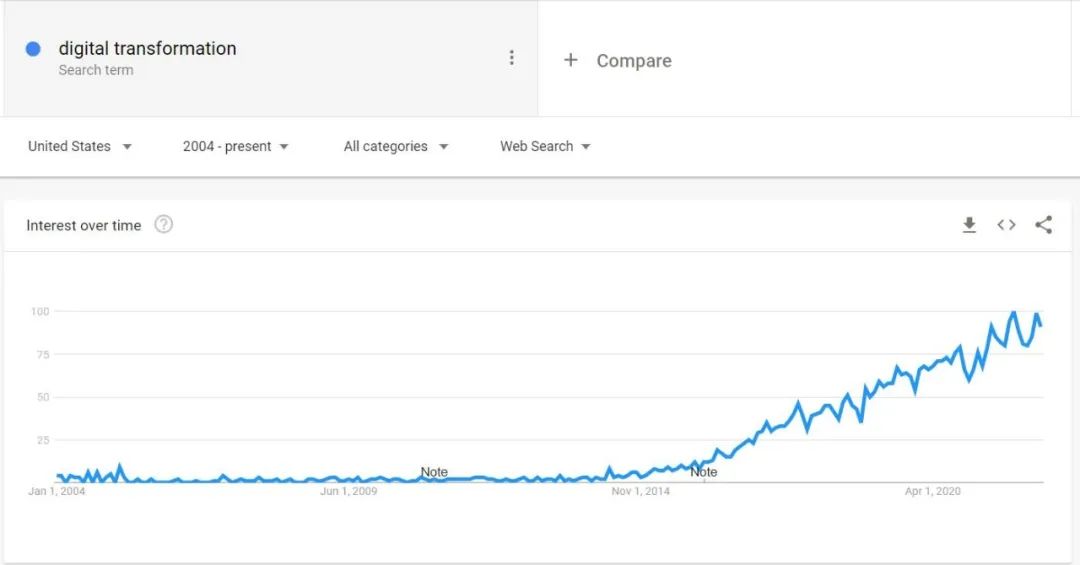 digital transformation
Search term
+ Compare
United States
2004 - present
All categories
Web Search
Interest over time ?
100
75
50
25
Note
Note
Jan 1, 2004
Jun 1, 2009
Nov 1, 2014
Apr 1, 2020